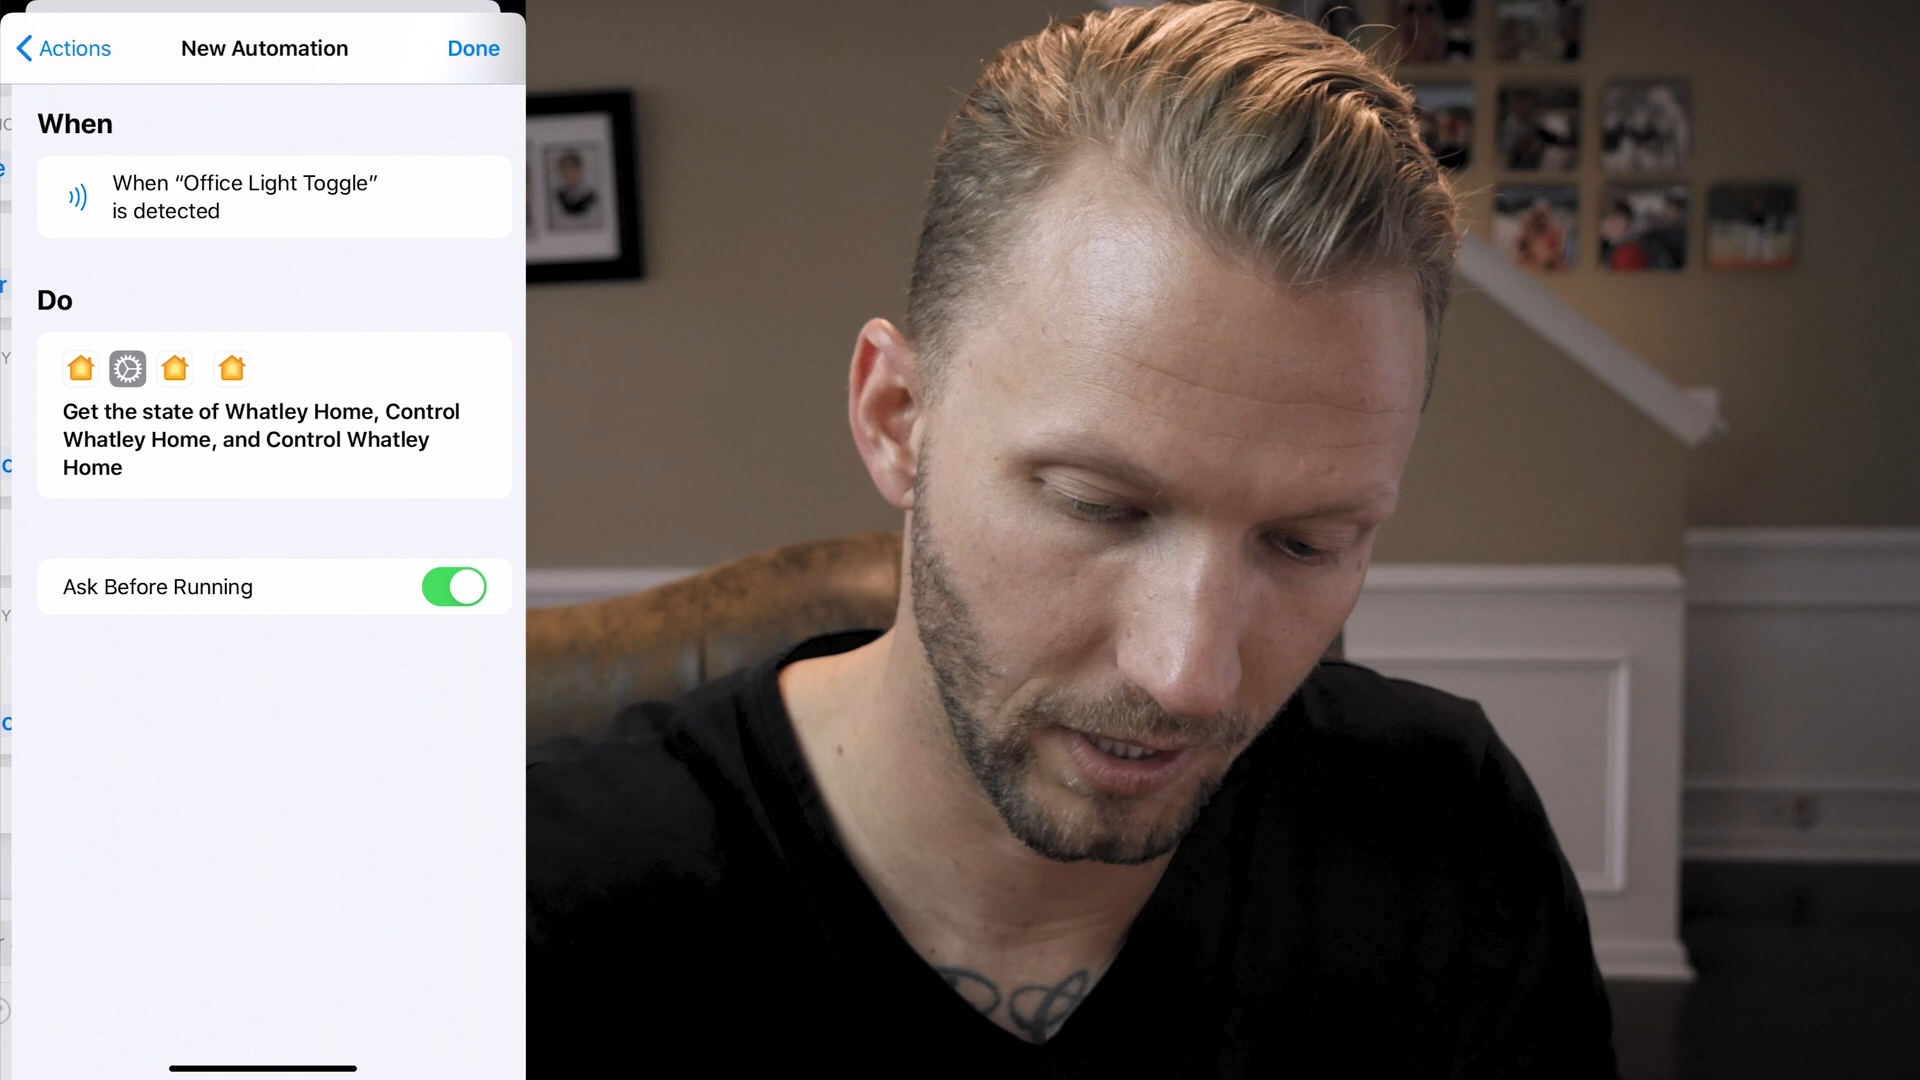 Actions
New Automation
Done
When
When “Office Light Toggle”
is detected
Do
Get the state of Whatley Home, Control
Whatley Home, and Control Whatley
Home
Ask Before Running